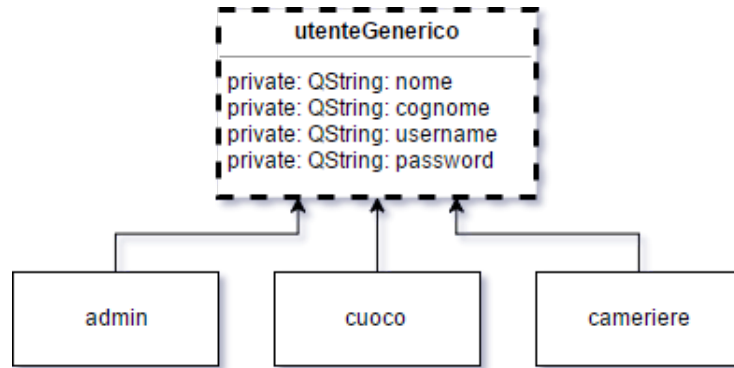 utenteGenerico
private: QString: nome
private: QString: cognome
private: QString: username
private: QString: password
admin
cuoco
cameriere